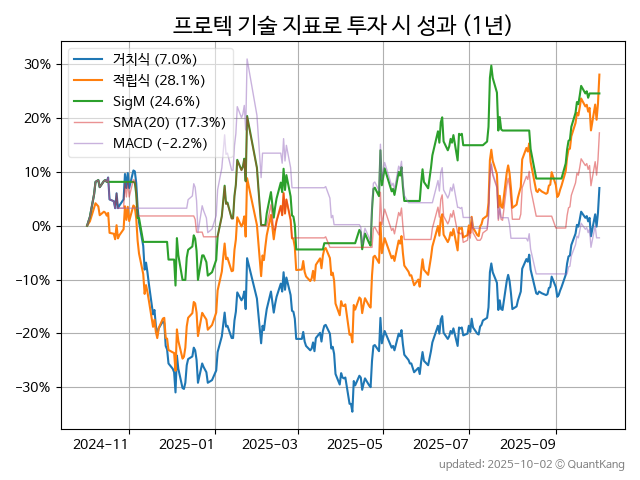 프로텍 기술 지표로 투자 시 성과 (1년)
거치식 (7.0%)
적립식 (28.1%)
SigM (24.6%)
SMA(20) (17.3%)
MACD (−2.2%)
30%
20%
10%
0%
−10%
−20%
−30%
2024-11 2025-01 2025-03 2025-05 2025-07 2025-09
updated: 2025-10-02 ⓒ QuantKang